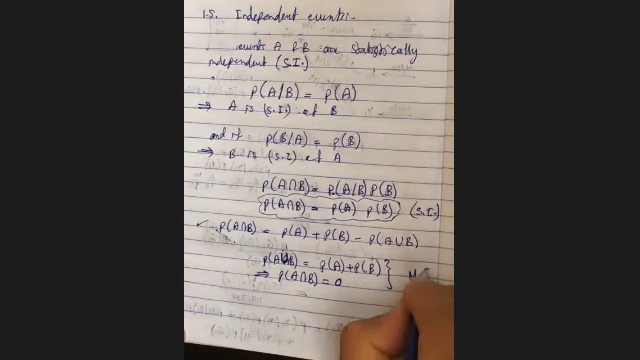 1.5. Independent events:-
events A & B are statistically
independent (S.I.)
P(A/B) = P(A)
⇒ A is (S.I.) of B
and if P(B/A) = P(B)
⇒ B is (S.I) of A
P(A∩B) = P(A/B) P(B)
P(A∩B) = P(A) P(B) (S.I.)
✓ P(A∩B) = P(A) + P(B) - P(A∪B)
P(A∪B) = P(A)+P(B) } M
⇒ P(A∩B) = 0